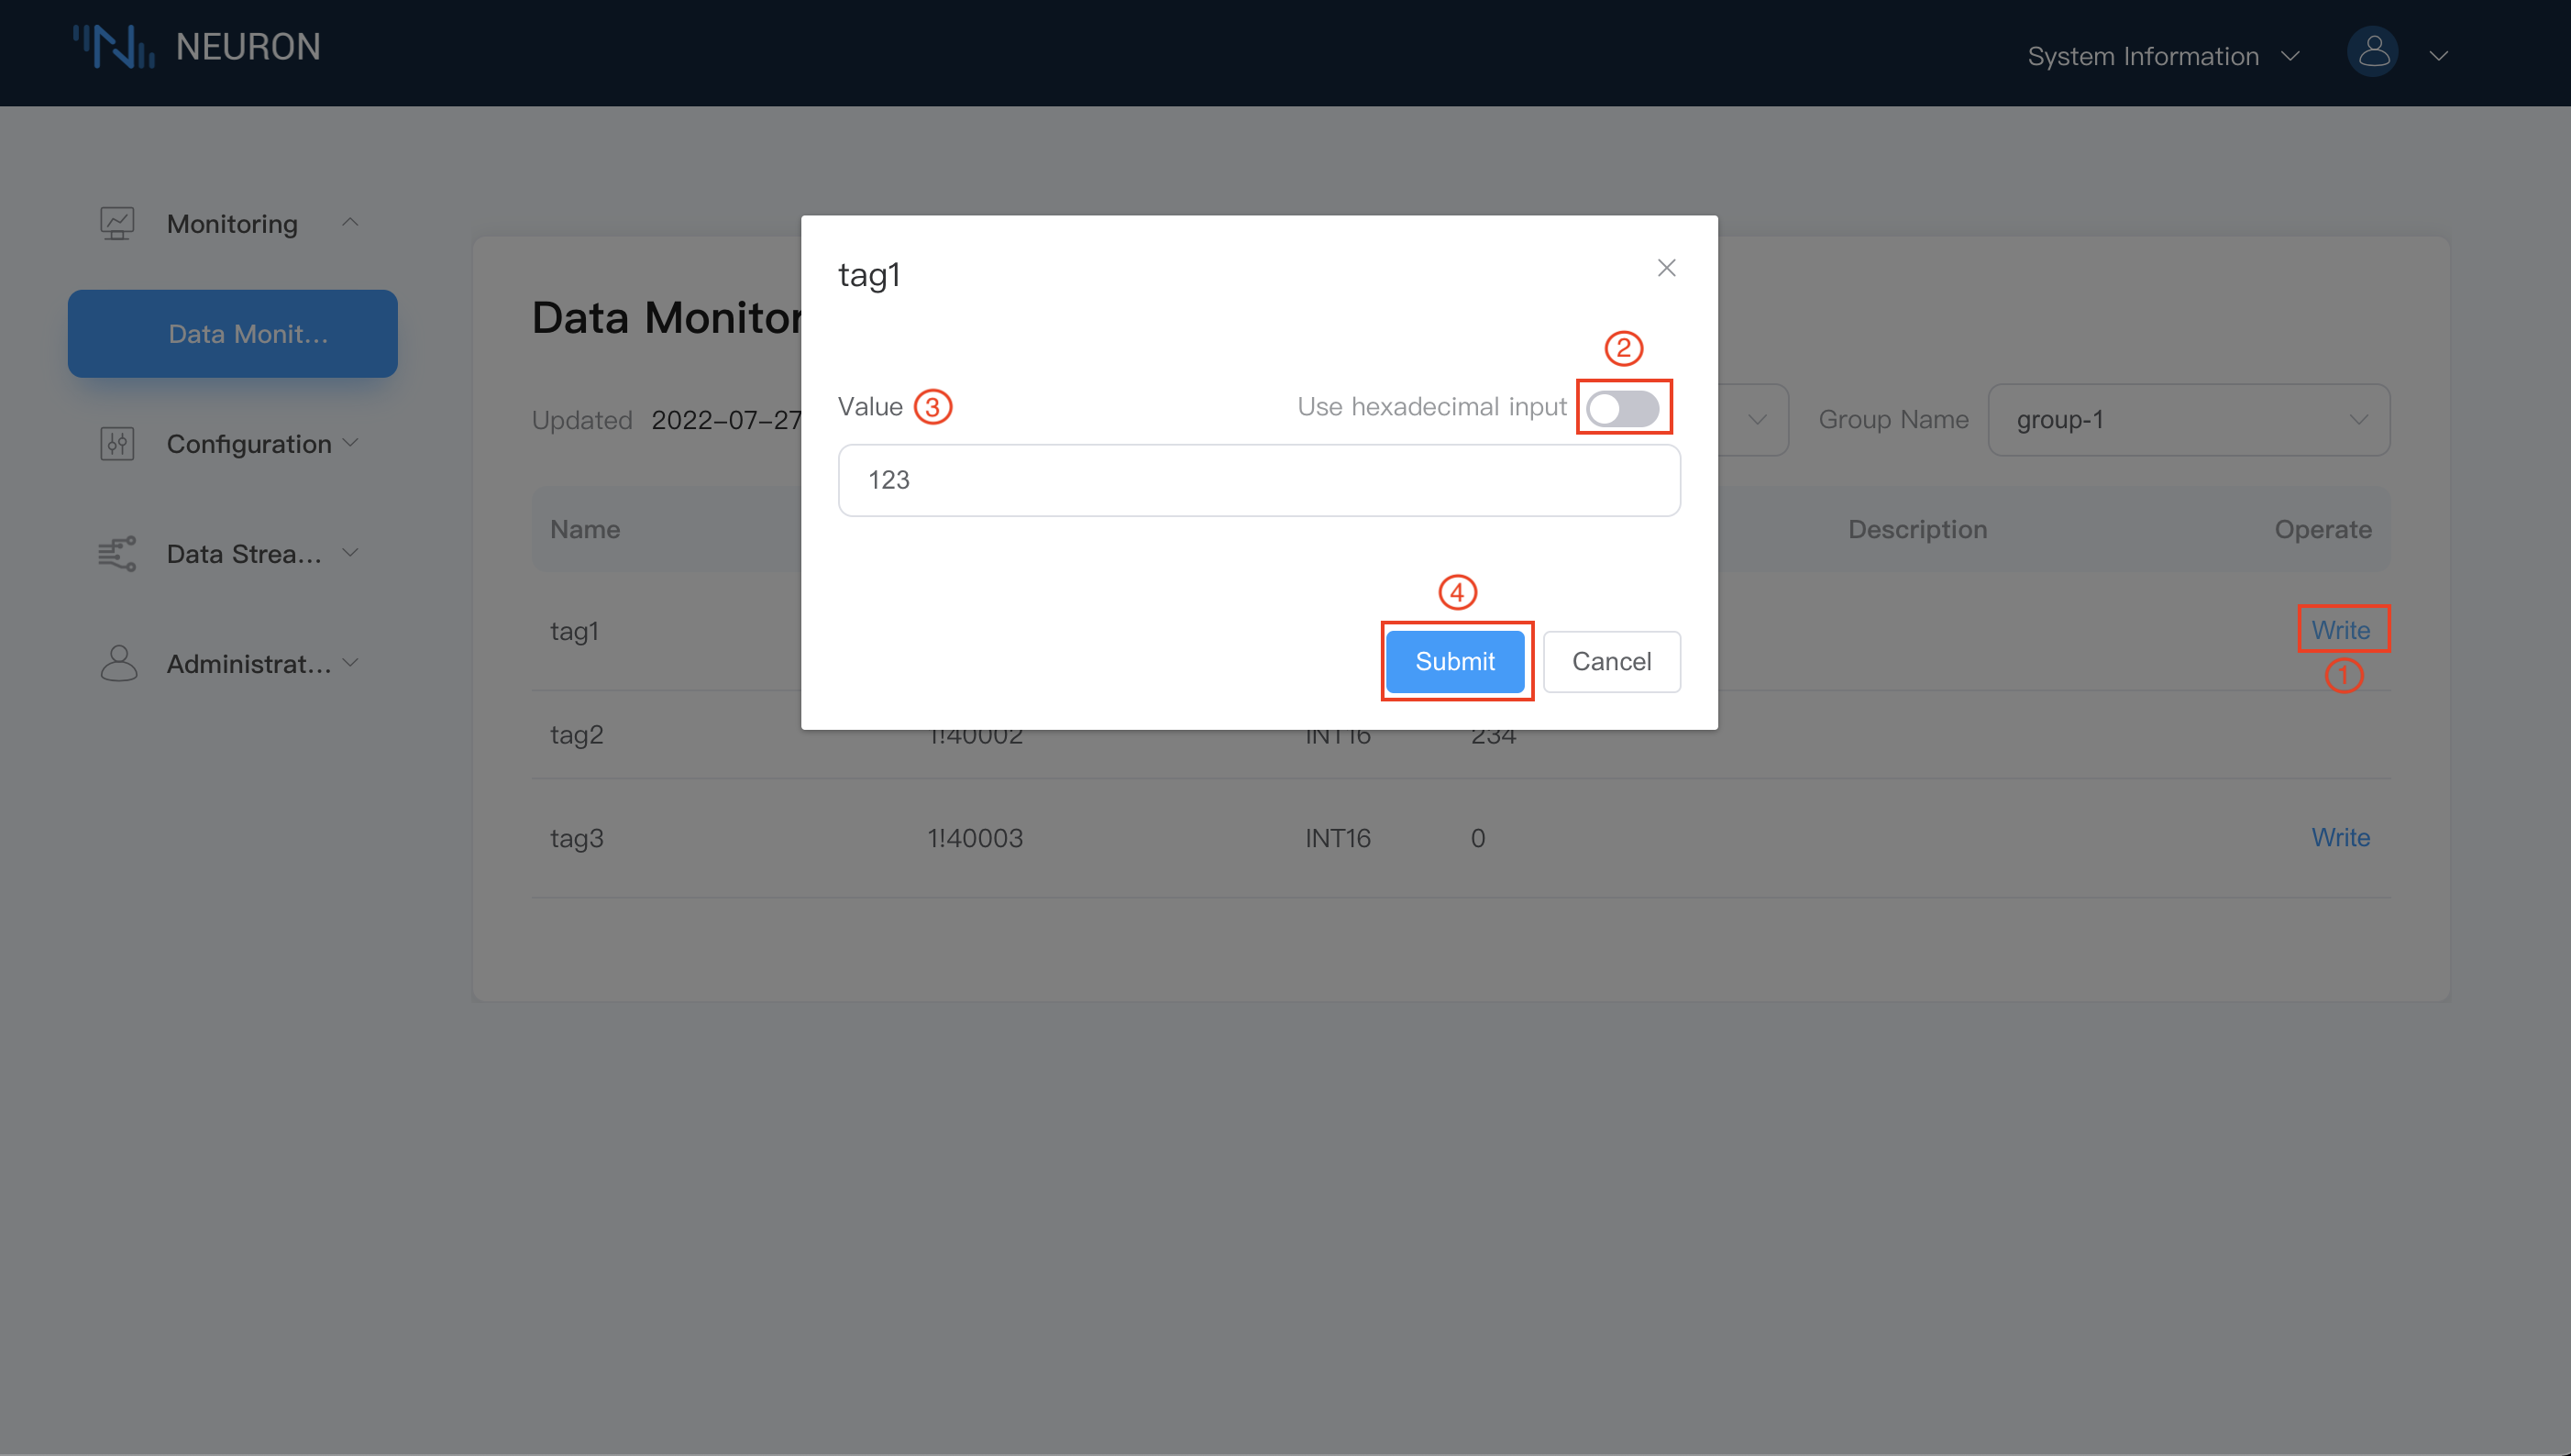 NEURON
System Information
Monitoring
Data Monit...
Configuration
Data Strea...
Administrat...
Data Monitor
Updated 2022-07-27
Group Name group-1
Name Description Operate
tag1 Write
①
tag2 1!40002 INT16 234
tag3 1!40003 INT16 0 Write
tag1
②
Value ③ Use hexadecimal input
123
④
Submit Cancel